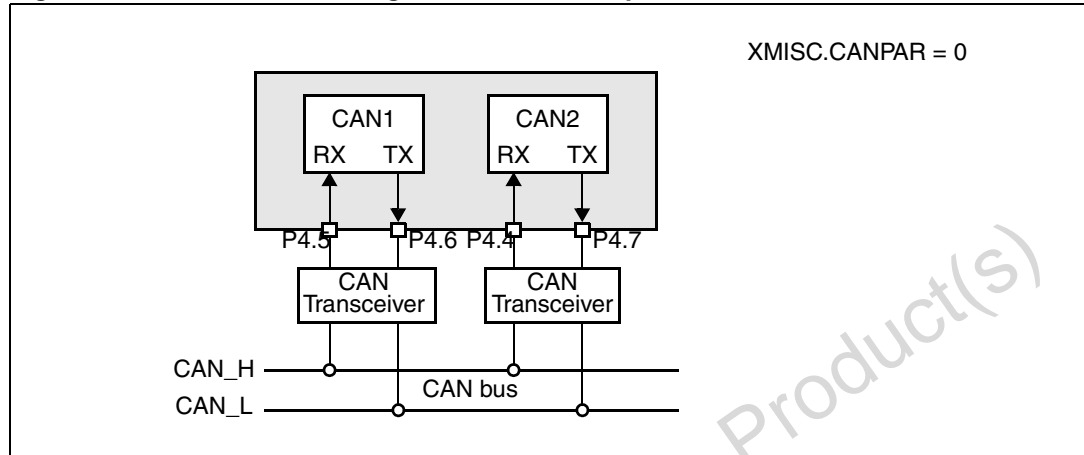 XMISC.CANPAR = 0
CAN1
CAN2
RX TX
RX TX
P4.5
P4.6
P4.4
P4.7
CAN
Transceiver
CAN
Transceiver
CAN_H
CAN bus
CAN_L
Product(s)